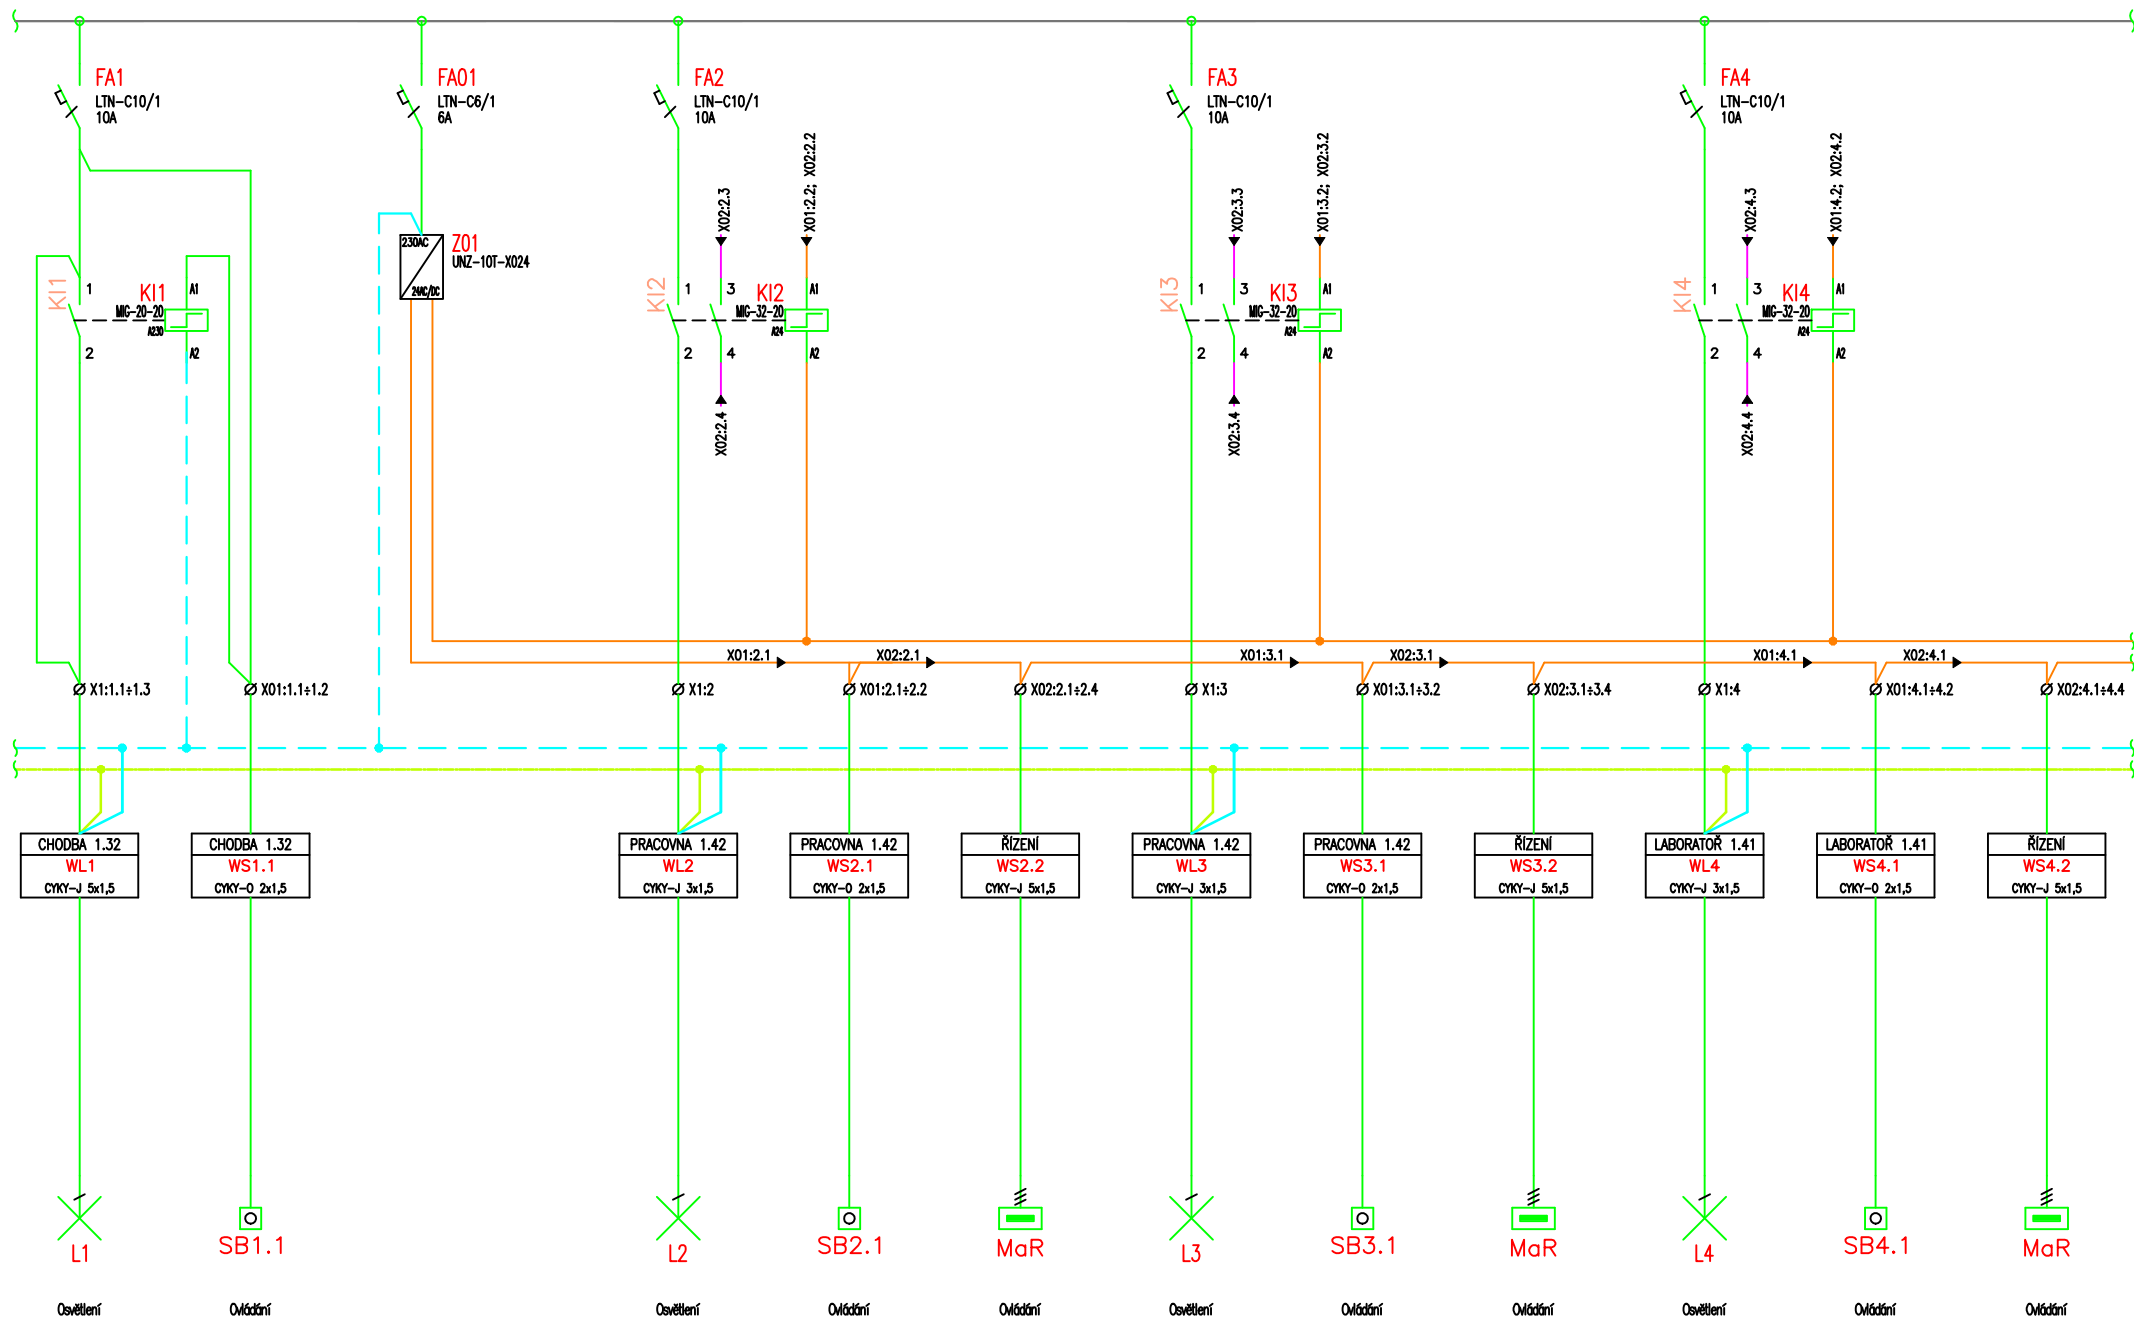 FA1
LTN-C10/1
10A
FA01
LTN-C6/1
6A
FA2
LTN-C10/1
10A
FA3
LTN-C10/1
10A
FA4
LTN-C10/1
10A
X02:2.3
X01:2.2; X02:2.2
X02:3.3
X01:3.2; X02:3.2
X02:4.3
X01:4.2; X02:4.2
230AC
24AC/DC
Z01
UNZ-10T-X024
KI1
1
2
KI1
MIG-20-20
A230
A1
A2
KI2
1
2
3
4
KI2
MIG-32-20
A24
A1
A2
KI3
1
2
3
4
KI3
MIG-32-20
A24
A1
A2
KI4
1
2
3
4
KI4
MIG-32-20
A24
A1
A2
X02:2.4
X02:3.4
X02:4.4
X01:2.1
X02:2.1
X01:3.1
X02:3.1
X01:4.1
X02:4.1
X1:1.1÷1.3
X01:1.1÷1.2
X1:2
X01:2.1÷2.2
X02:2.1÷2.4
X1:3
X01:3.1÷3.2
X02:3.1÷3.4
X1:4
X01:4.1÷4.2
X02:4.1÷4.4
CHODBA 1.32
WL1
CYKY-J 5x1,5
CHODBA 1.32
WS1.1
CYKY-O 2x1,5
PRACOVNA 1.42
WL2
CYKY-J 3x1,5
PRACOVNA 1.42
WS2.1
CYKY-O 2x1,5
ŘÍZENÍ
WS2.2
CYKY-J 5x1,5
PRACOVNA 1.42
WL3
CYKY-J 3x1,5
PRACOVNA 1.42
WS3.1
CYKY-O 2x1,5
ŘÍZENÍ
WS3.2
CYKY-J 5x1,5
LABORATOŘ 1.41
WL4
CYKY-J 3x1,5
LABORATOŘ 1.41
WS4.1
CYKY-O 2x1,5
ŘÍZENÍ
WS4.2
CYKY-J 5x1,5
L1
SB1.1
L2
SB2.1
MaR
L3
SB3.1
MaR
L4
SB4.1
MaR
Osvětlení
Ovládání
Osvětlení
Ovládání
Ovládání
Osvětlení
Ovládání
Ovládání
Osvětlení
Ovládání
Ovládání